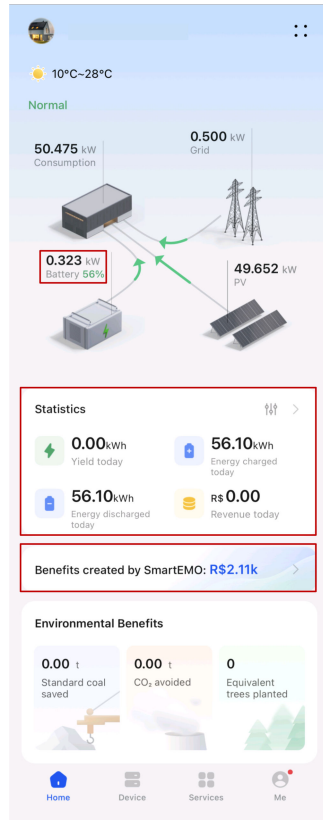 10°C~28°C
Normal
0.500 kW
Grid
50.475 kW
Consumption
0.323 kW
Battery 56%
49.652 kW
PV
Statistics
0.00kWh
Yield today
56.10kWh
Energy charged
today
56.10kWh
Energy discharged
today
R$ 0.00
Revenue today
Benefits created by SmartEMO: R$2.11k
Environmental Benefits
0.00 t
Standard coal
saved
0.00 t
CO₂ avoided
0
Equivalent
trees planted
Home
Device
Services
Me